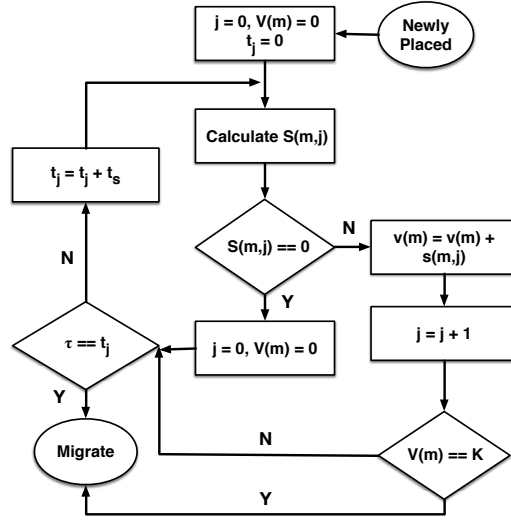 j = 0, V(m) = 0
t_j = 0
Newly
Placed
Calculate S(m,j)
t_j = t_j + t_s
S(m,j) == 0
N
v(m) = v(m) +
s(m,j)
N
Y
j = 0, V(m) = 0
j = j + 1
τ == t_j
Y
Migrate
N
V(m) == K
Y